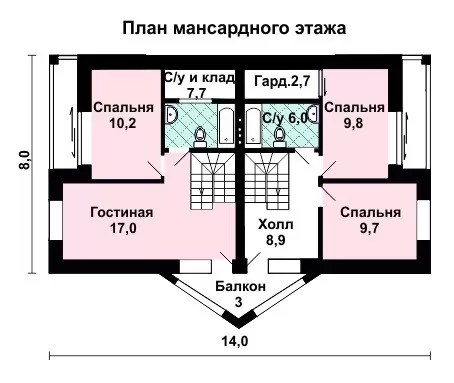 План мансардного этажа
С/у и клад.
7,7
Гард.2,7
Спальня
10,2
С/у 6,0
Спальня
9,8
8,0
Гостиная
17,0
Холл
8,9
Спальня
9,7
Балкон
3
14,0